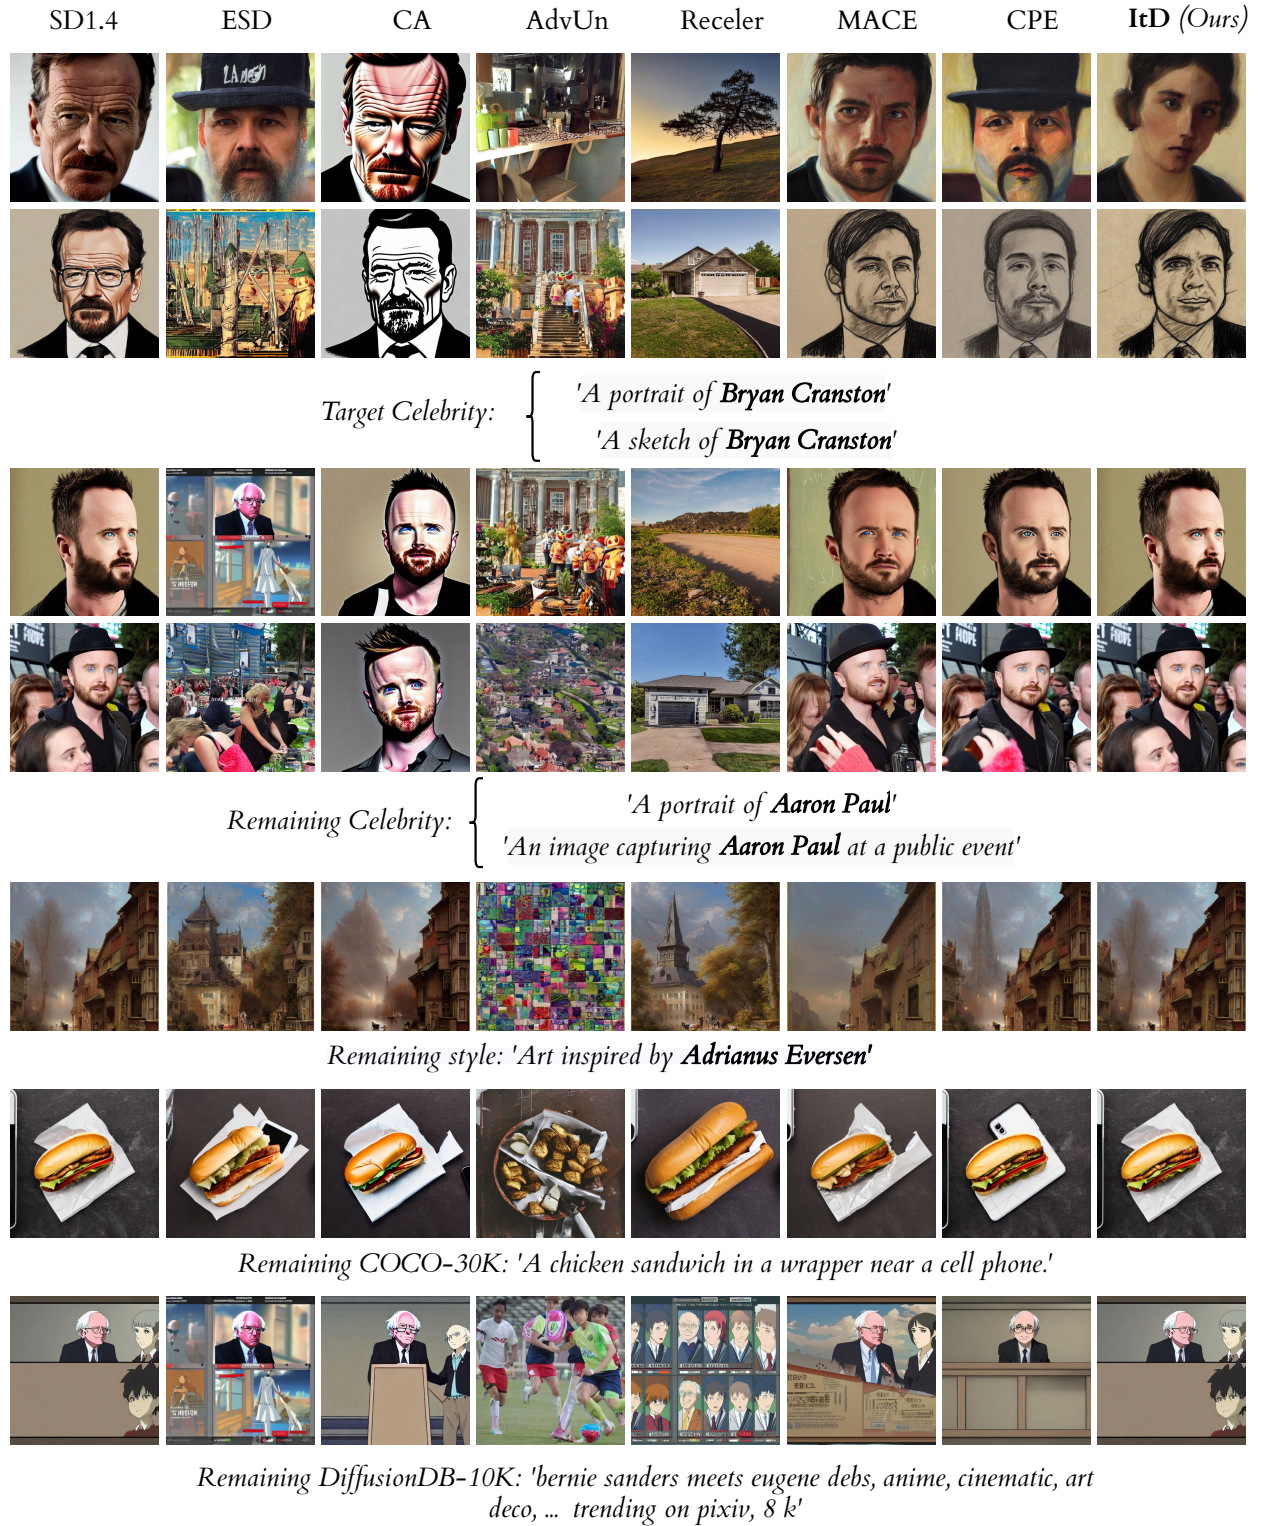 SD1.4 ESD CA AdvUn Receler MACE CPE ItD (Ours)
Target Celebrity:
'A portrait of Bryan Cranston'
'A sketch of Bryan Cranston'
HOPE
HOPE
HOPE
Remaining Celebrity:
'A portrait of Aaron Paul'
'An image capturing Aaron Paul at a public event'
Remaining style: 'Art inspired by Adrianus Eversen'
Remaining COCO-30K: 'A chicken sandwich in a wrapper near a cell phone.'
Remaining DiffusionDB-10K: 'bernie sanders meets eugene debs, anime, cinematic, art
deco, ... trending on pixiv, 8 k'